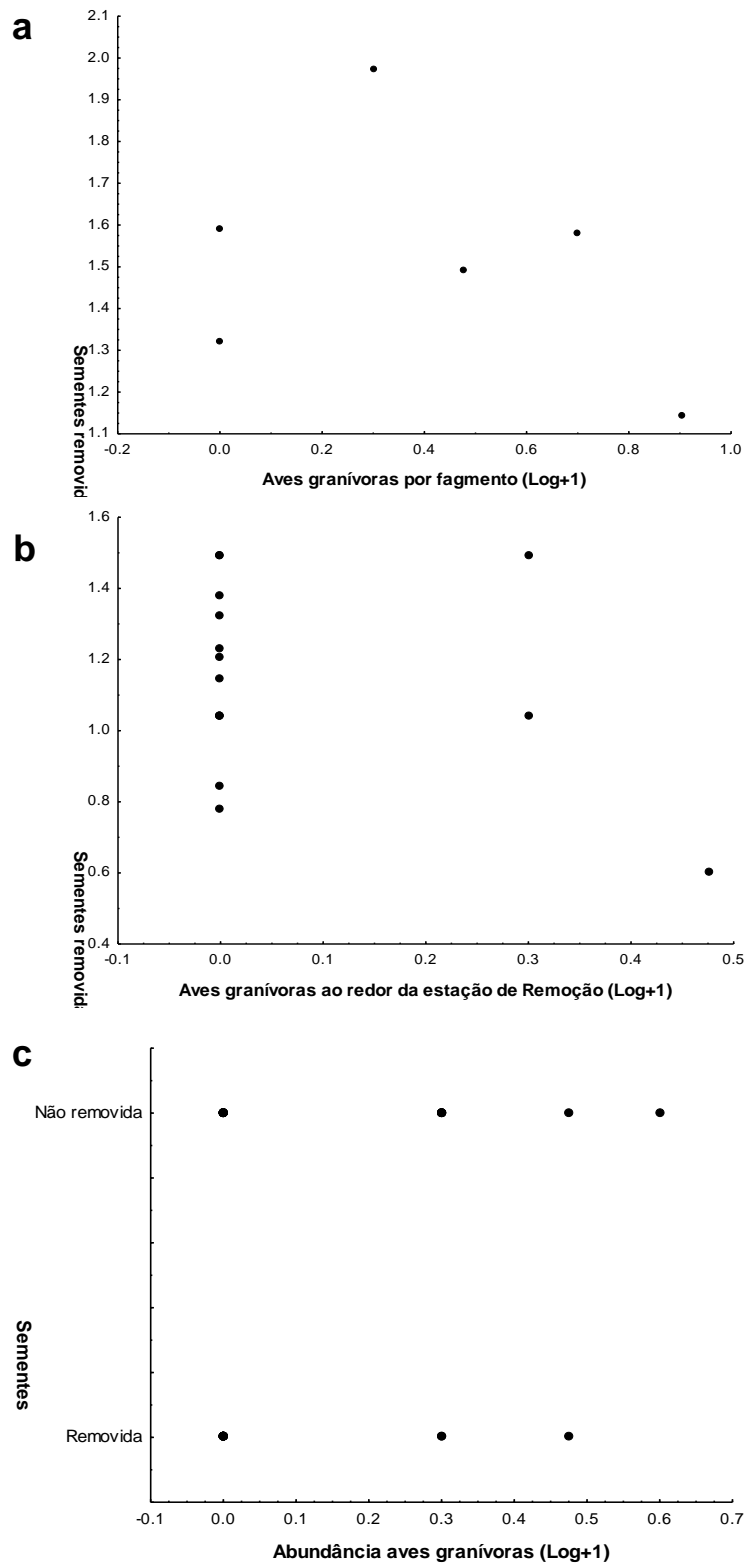 a
2.1
2.0
1.9
1.8
1.7
1.6
1.5
1.4
1.3
1.2
1.1
Sementes removid
-0.2 0.0 0.2 0.4 0.6 0.8 1.0
Aves granívoras por fagmento (Log+1)
b
1.6
1.4
1.2
1.0
0.8
0.6
0.4
Sementes removida
-0.1 0.0 0.1 0.2 0.3 0.4 0.5
Aves granívoras ao redor da estação de Remoção (Log+1)
c
Não removida
Removida
Sementes
-0.1 0.0 0.1 0.2 0.3 0.4 0.5 0.6 0.7
Abundância aves granívoras (Log+1)